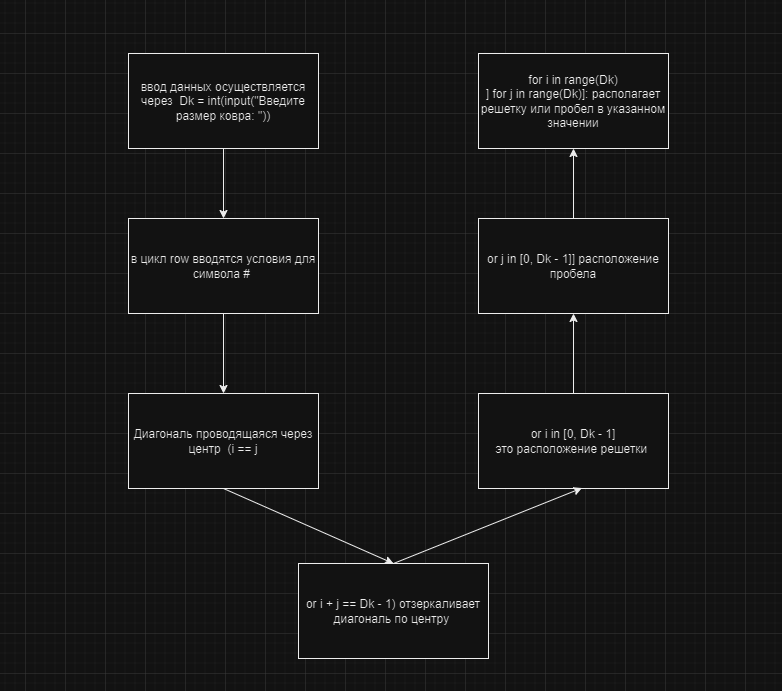 ввод данных осуществляется
через Dk = int(input("Введите
размер ковра: "))
в цикл row вводятся условия для
символа #
Диагональ проводящаяся через
центр (i == j
or i + j == Dk - 1) отзеркаливает
диагональ по центру
or i in [0, Dk - 1]
это расположение решетки
or j in [0, Dk - 1]] расположение
пробела
for i in range(Dk)
] for j in range(Dk)]: располагает
решетку или пробел в указанном
значении